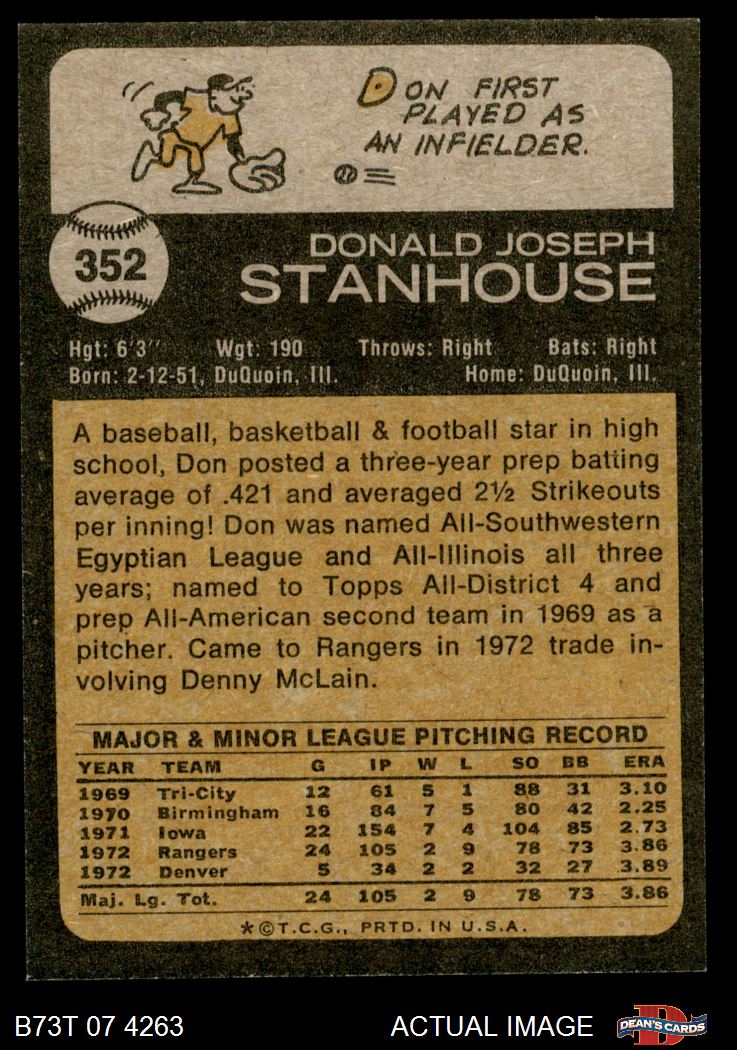 DON FIRST
PLAYED AS
AN INFIELDER.
352
DONALD JOSEPH
STANHOUSE
Hgt: 6'3" Wgt: 190 Throws: Right Bats: Right
Born: 2-12-51, DuQuoin, Ill. Home: DuQuoin, Ill.
A baseball, basketball & football star in high
school, Don posted a three-year prep batting
average of .421 and averaged 2½ Strikeouts
per inning! Don was named All-Southwestern
Egyptian League and All-Illinois all three
years; named to Topps All-District 4 and
prep All-American second team in 1969 as a
pitcher. Came to Rangers in 1972 trade in-
volving Denny McLain.
MAJOR & MINOR LEAGUE PITCHING RECORD
YEAR TEAM G IP W L SO BB ERA
1969 Tri-City 12 61 5 1 88 31 3.10
1970 Birmingham 16 84 7 5 80 42 2.25
1971 Iowa 22 154 7 4 104 85 2.73
1972 Rangers 24 105 2 9 78 73 3.86
1972 Denver 5 34 2 2 32 27 3.89
Maj. Lg. Tot. 24 105 2 9 78 73 3.86
*©T.C.G., PRTD. IN U.S.A.
B73T 07 4263 ACTUAL IMAGE D DEAN'S CARDS